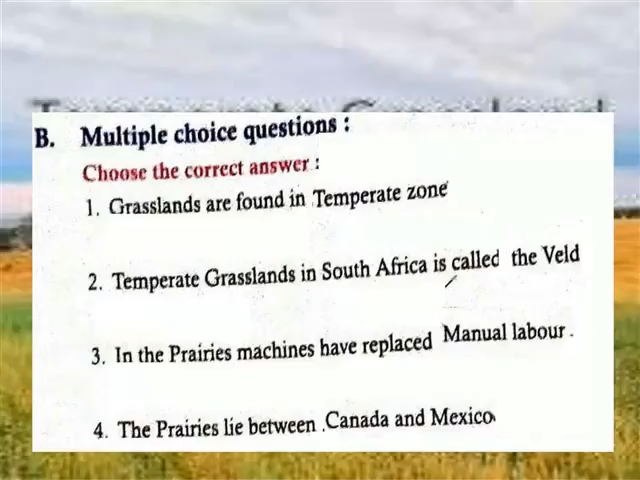 Temperate Grassland
B. Multiple choice questions :
Choose the correct answer :
1. Grasslands are found in Temperate zone
2. Temperate Grasslands in South Africa is called the Veld
3. In the Prairies machines have replaced Manual labour.
4. The Prairies lie between Canada and Mexico